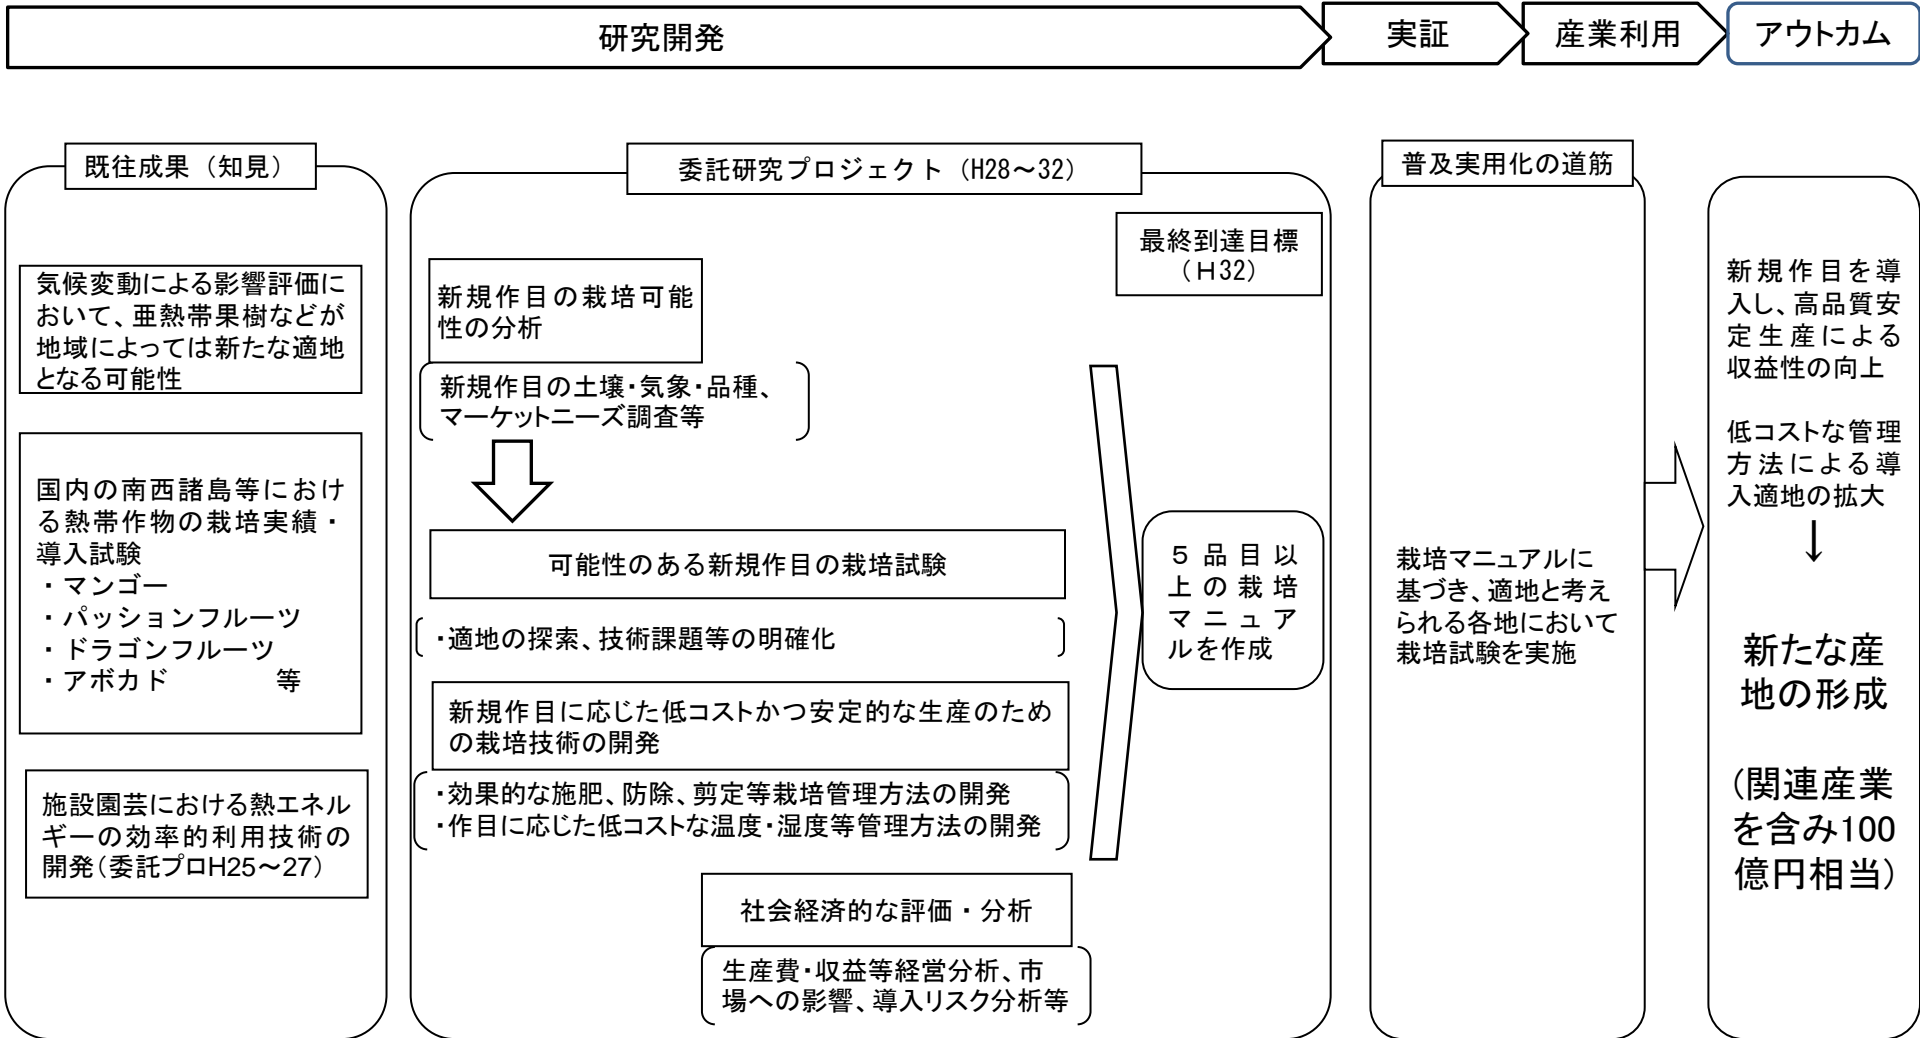 研究開発
実証
産業利用
アウトカム
既往成果（知見）
気候変動による影響評価に
おいて、亜熱帯果樹などが
地域によっては新たな適地
となる可能性
国内の南西諸島等におけ
る熱帯作物の栽培実績・
導入試験
・マンゴー
・パッションフルーツ
・ドラゴンフルーツ
・アボカド　　　　等
施設園芸における熱エネル
ギーの効率的利用技術の
開発（委託プロH25～27）
委託研究プロジェクト（H28～32）
最終到達目標
（Ｈ32）
新規作目の栽培可能
性の分析
新規作目の土壌・気象・品種、
マーケットニーズ調査等
可能性のある新規作目の栽培試験
・適地の探索、技術課題等の明確化
新規作目に応じた低コストかつ安定的な生産のため
の栽培技術の開発
・効果的な施肥、防除、剪定等栽培管理方法の開発
・作目に応じた低コストな温度・湿度等管理方法の開発
社会経済的な評価・分析
生産費・収益等経営分析、市
場への影響、導入リスク分析等
５品目以
上の栽培
マニュア
ルを作成
普及実用化の道筋
栽培マニュアルに
基づき、適地と考え
られる各地において
栽培試験を実施
新規作目を導
入し、高品質安
定生産による
収益性の向上
低コストな管理
方法による導
入適地の拡大
↓
新たな産
地の形成
（関連産業
を含み100
億円相当）